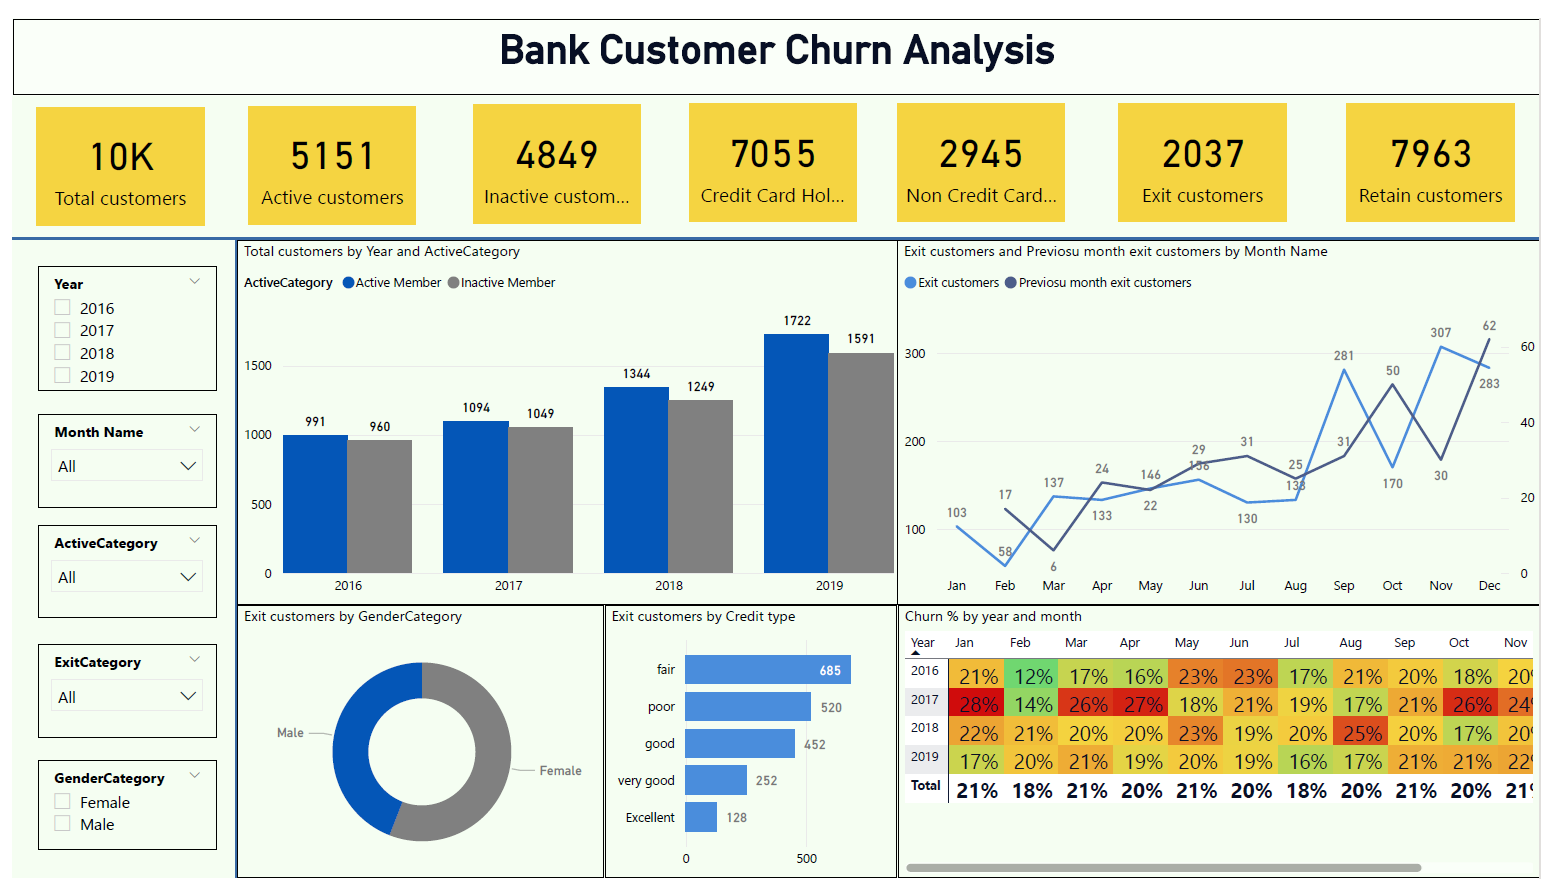 Bank Customer Churn Analysis
10K
Total customers
5151
Active customers
4849
Inactive custom...
7055
Credit Card Hol...
2945
Non Credit Card...
2037
Exit customers
7963
Retain customers
Year
2016
2017
2018
2019
Month Name
All
ActiveCategory
All
ExitCategory
All
GenderCategory
Female
Male
Total customers by Year and ActiveCategory
ActiveCategory Active Member Inactive Member
1722
1591
1500
1344
1249
1094
1049
991
960
1000
500
0
2016 2017 2018 2019
Exit customers and Previosu month exit customers by Month Name
Exit customers Previosu month exit customers
62
307
60
300
281
283
50
40
200
31
29
31
30
156
25
24
146
137
138
170
20
17
103
133
22
130
100
58
6
0
Jan Feb Mar Apr May Jun Jul Aug Sep Oct Nov Dec
Exit customers by GenderCategory
Male
Female
Exit customers by Credit type
fair 685
poor 520
good 452
very good 252
Excellent 128
0 500
Churn % by year and month
Year Jan Feb Mar Apr May Jun Jul Aug Sep Oct Nov
2016 21% 12% 17% 16% 23% 23% 17% 21% 20% 18% 20%
2017 28% 14% 26% 27% 18% 21% 19% 17% 21% 26% 24%
2018 22% 21% 20% 20% 23% 19% 20% 25% 20% 17% 20%
2019 17% 20% 21% 19% 20% 19% 16% 17% 21% 21% 22%
Total 21% 18% 21% 20% 21% 20% 18% 20% 21% 20% 21%